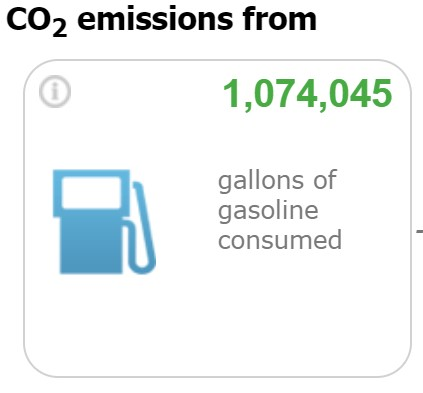 CO₂ emissions from
1,074,045
gallons of
gasoline
consumed